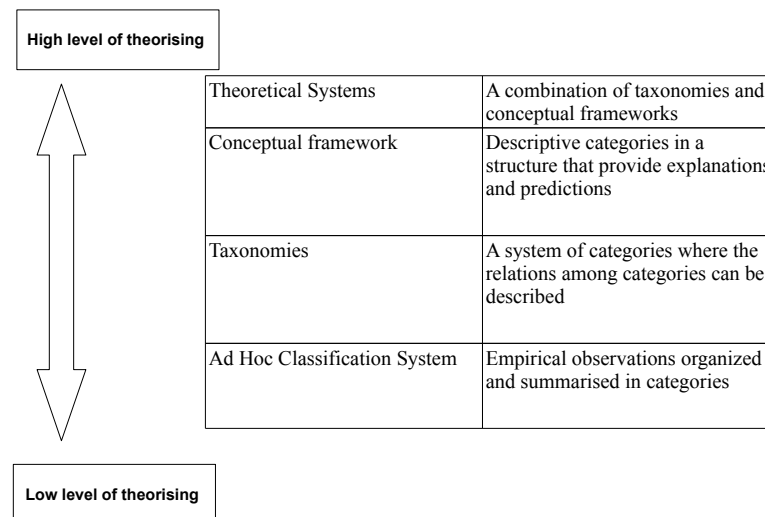 High level of theorising
Theoretical Systems
A combination of taxonomies and
conceptual frameworks
Conceptual framework
Descriptive categories in a
structure that provide explanations
and predictions
Taxonomies
A system of categories where the
relations among categories can be
described
Ad Hoc Classification System
Empirical observations organized
and summarised in categories
Low level of theorising